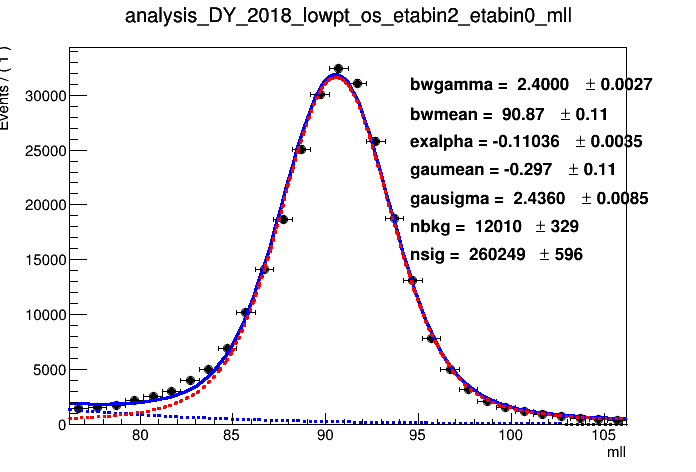 analysis_DY_2018_lowpt_os_etabin2_etabin0_mll
Events / ( 1 )
bwgamma = 2.4000 ± 0.0027
bwmean = 90.87 ± 0.11
exalpha = -0.11036 ± 0.0035
gaumean = -0.297 ± 0.11
gausigma = 2.4360 ± 0.0085
nbkg = 12010 ± 329
nsig = 260249 ± 596
30000
25000
20000
15000
10000
5000
0
80 85 90 95 100 105
mll